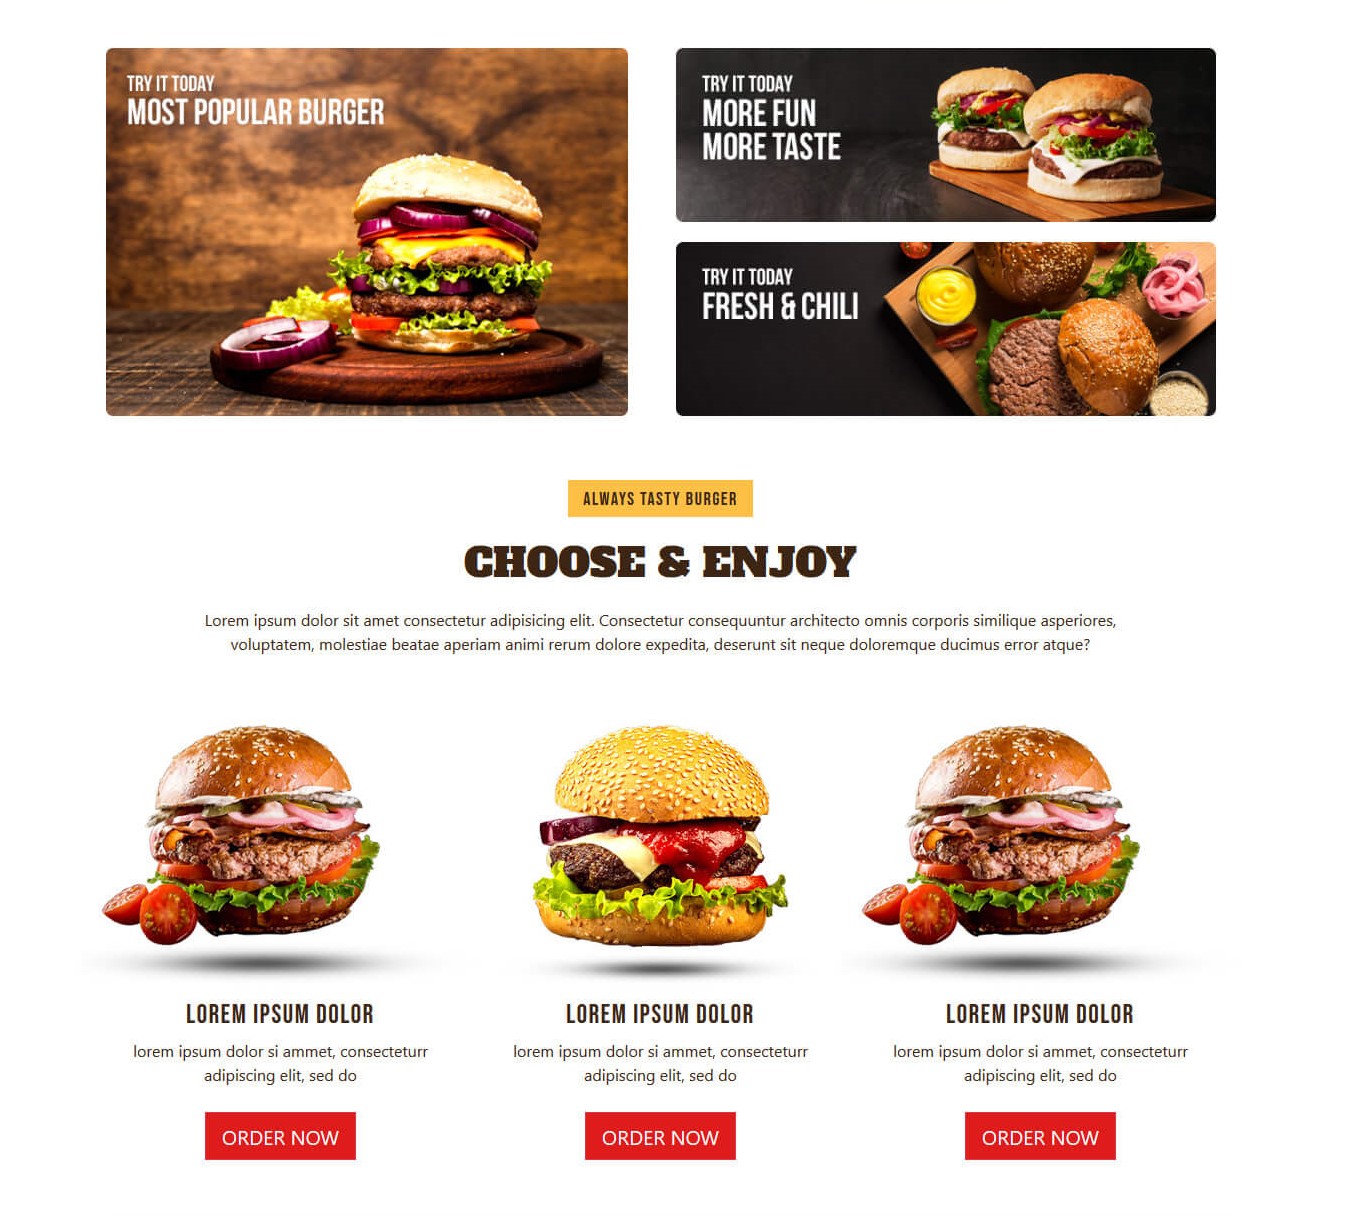 TRY IT TODAY
MOST POPULAR BURGER
TRY IT TODAY
MORE FUN
MORE TASTE
TRY IT TODAY
FRESH & CHILI
ALWAYS TASTY BURGER
CHOOSE & ENJOY
Lorem ipsum dolor sit amet consectetur adipisicing elit. Consectetur consequuntur architecto omnis corporis similique asperiores,
voluptatem, molestiae beatae aperiam animi rerum dolore expedita, deserunt sit neque doloremque ducimus error atque?
LOREM IPSUM DOLOR
lorem ipsum dolor si ammet, consecteturr
adipiscing elit, sed do
ORDER NOW
LOREM IPSUM DOLOR
lorem ipsum dolor si ammet, consecteturr
adipiscing elit, sed do
ORDER NOW
LOREM IPSUM DOLOR
lorem ipsum dolor si ammet, consecteturr
adipiscing elit, sed do
ORDER NOW